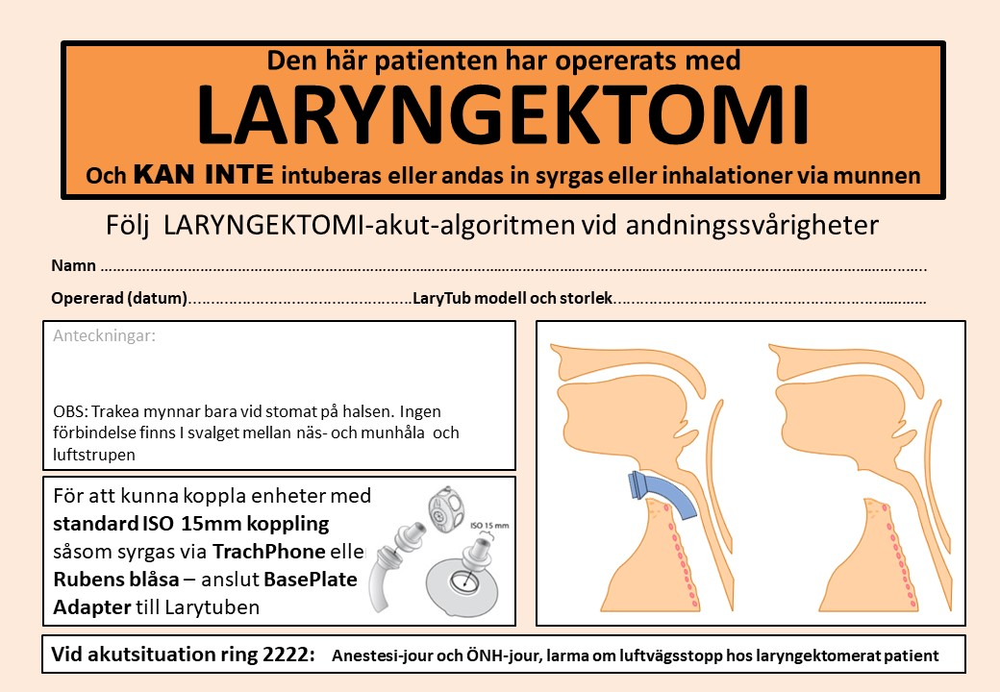 Den här patienten har opererats med
LARYNGEKTOMI
Och KAN INTE intuberas eller andas in syrgas eller inhalationer via munnen
Följ LARYNGEKTOMI-akut-algoritmen vid andningssvårigheter
Namn ……………………………………………………………………………………………………………………………
Opererad (datum)……………………………………………LaryTub modell och storlek……………………………………………………………
Anteckningar:
OBS: Trakea mynnar bara vid stomat på halsen. Ingen
förbindelse finns I svalget mellan näs- och munhåla och
luftstrupen
För att kunna koppla enheter med
standard ISO 15mm koppling
såsom syrgas via TrachPhone elle
Rubens blåsa – anslut BasePlate
Adapter till Larytuben
ISO 15 mm
Vid akutsituation ring 2222: Anestesi-jour och ÖNH-jour, larma om luftvägsstopp hos laryngektomerat patient